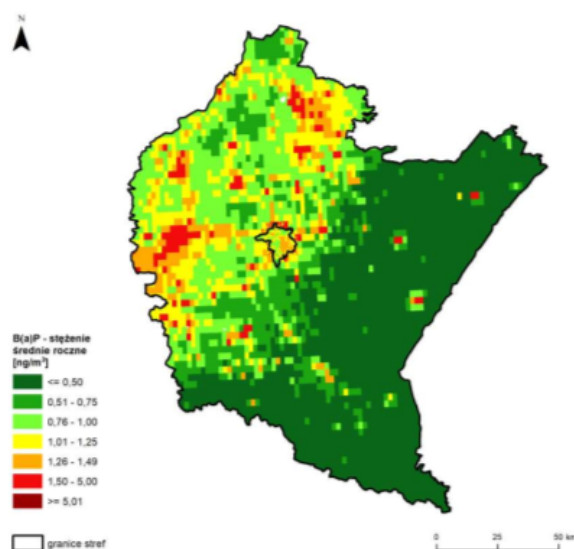 N
B(a)P - stężenie
średnie roczne
[ng/m³]
<= 0,50
0,51 - 0,75
0,76 - 1,00
1,01 - 1,25
1,26 - 1,49
1,50 - 5,00
>= 5,01
granice stref
0 25 50 km